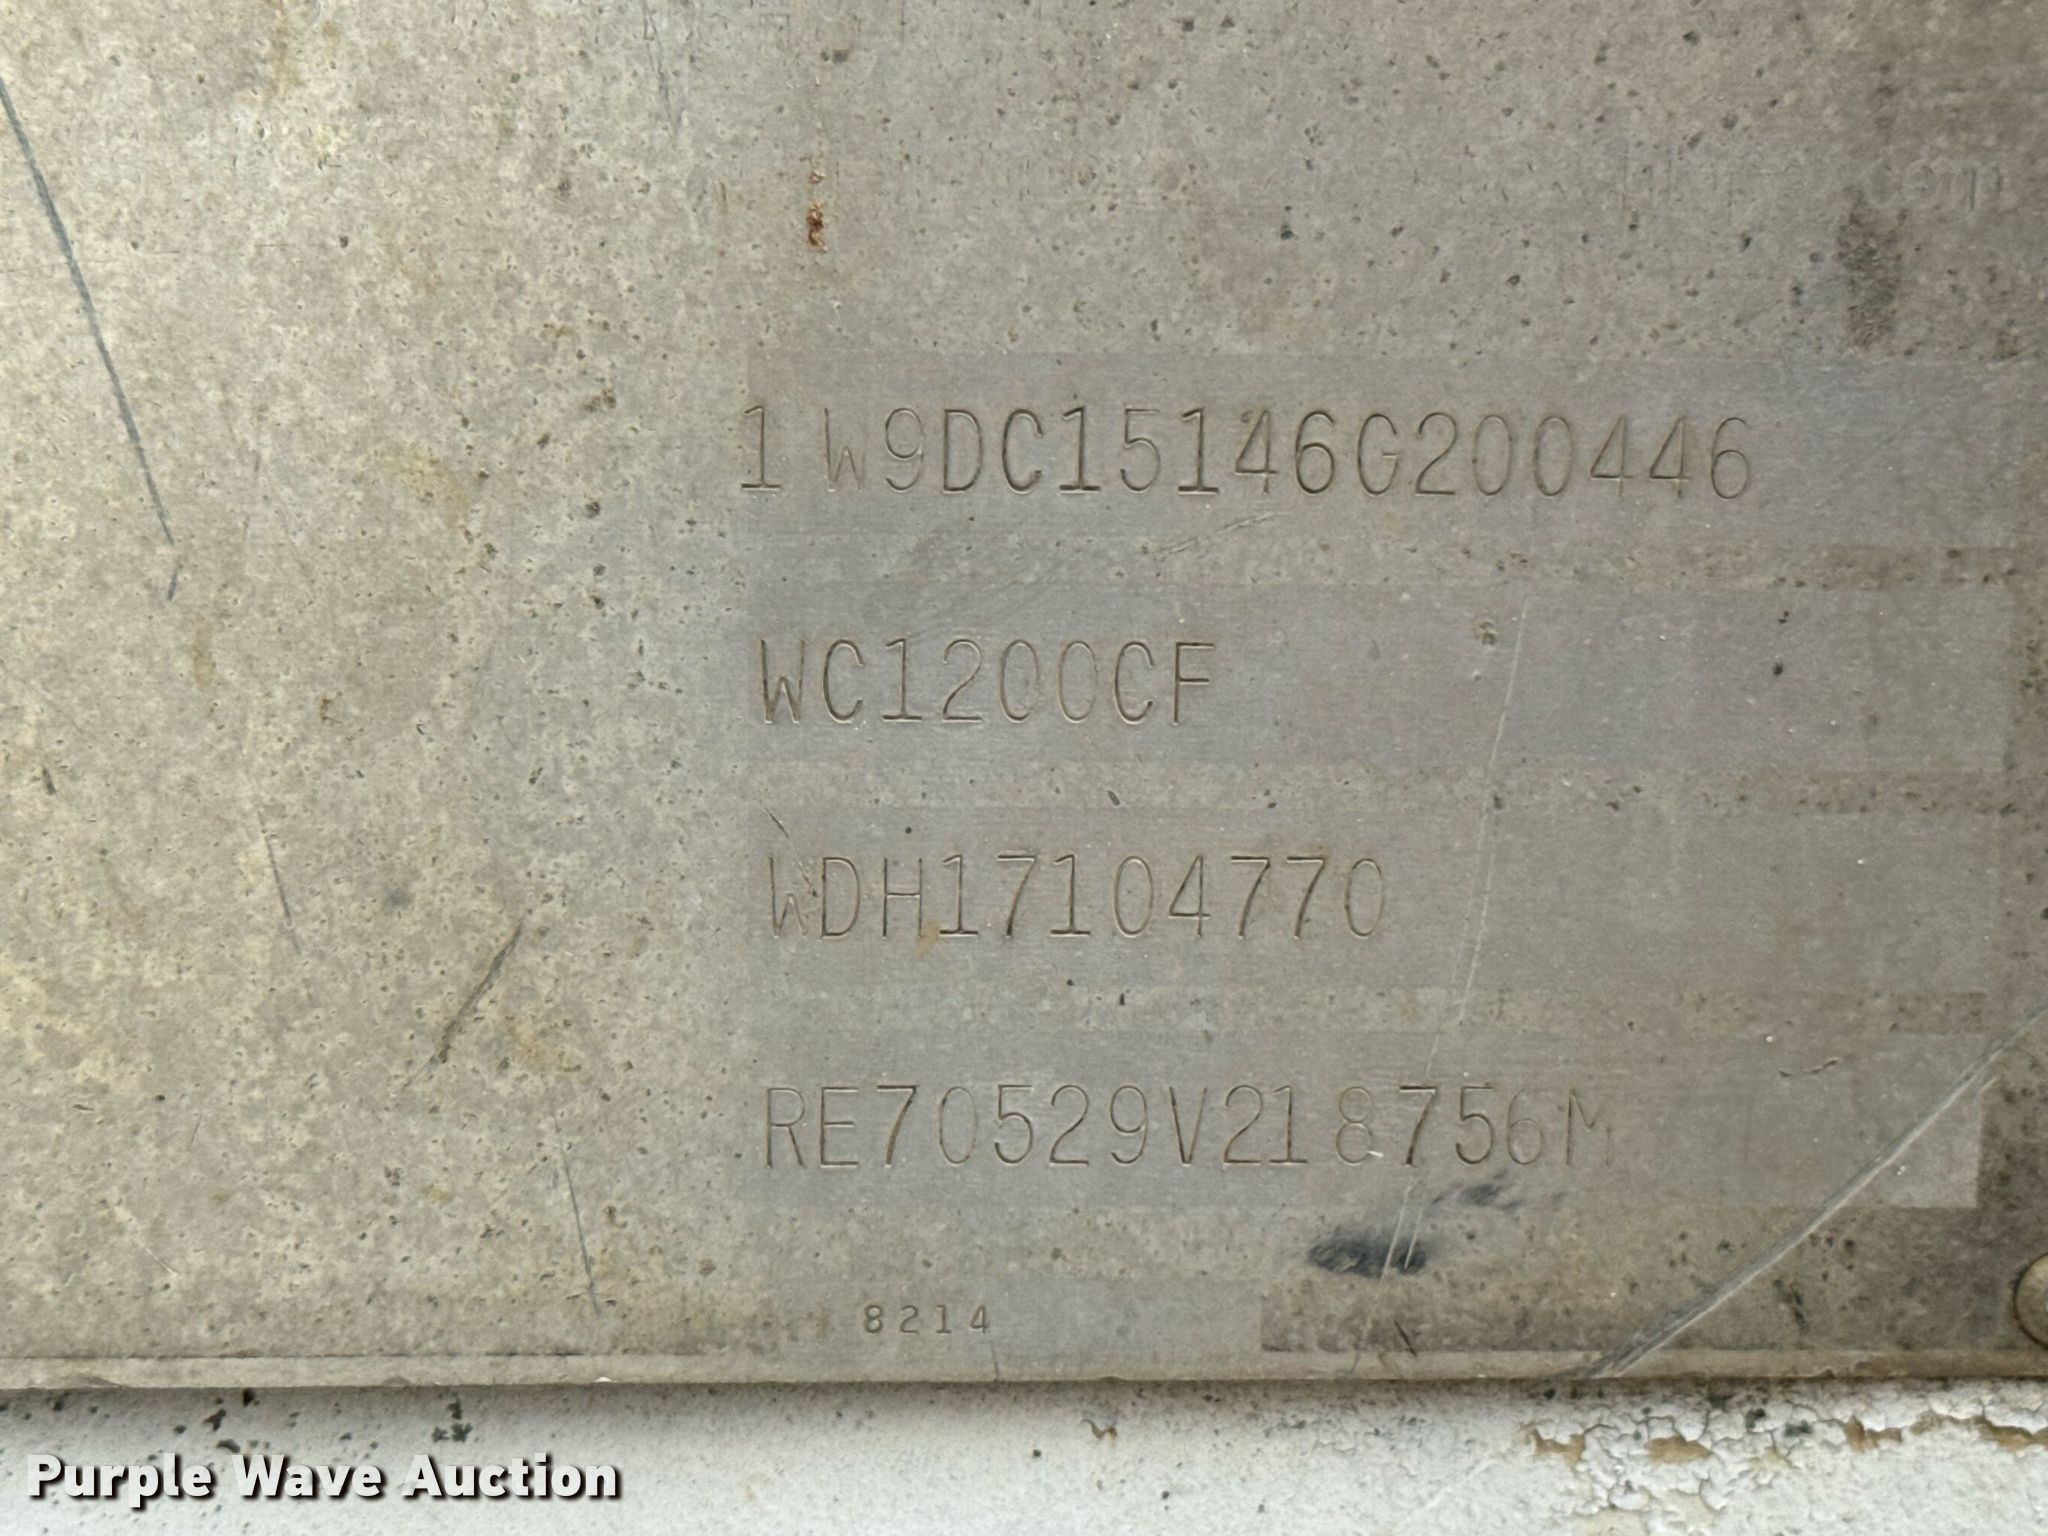 1W9DC15146G200446
WC1200CF
WDH17104770
RE70529V218756M
8214
Purple Wave Auction